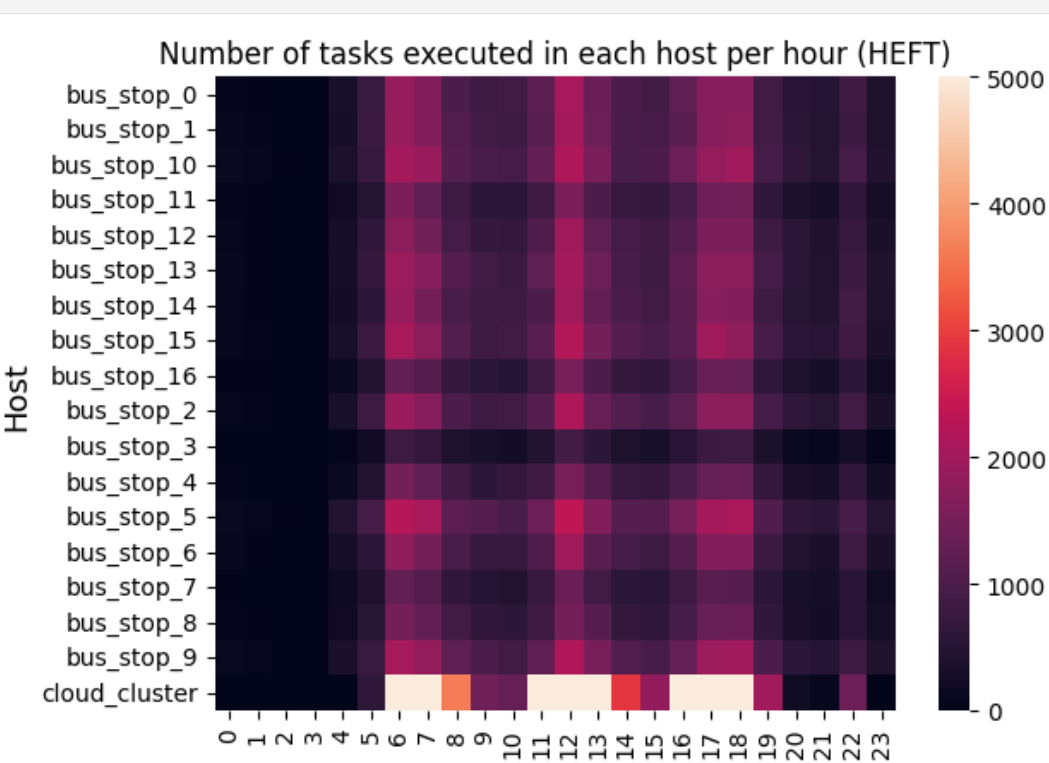 Number of tasks executed in each host per hour (HEFT)
Host
bus_stop_0
bus_stop_1
bus_stop_10
bus_stop_11
bus_stop_12
bus_stop_13
bus_stop_14
bus_stop_15
bus_stop_16
bus_stop_2
bus_stop_3
bus_stop_4
bus_stop_5
bus_stop_6
bus_stop_7
bus_stop_8
bus_stop_9
cloud_cluster
0 1 2 3 4 5 6 7 8 9 10 11 12 13 14 15 16 17 18 19 20 21 22 23
5000
4000
3000
2000
1000
0